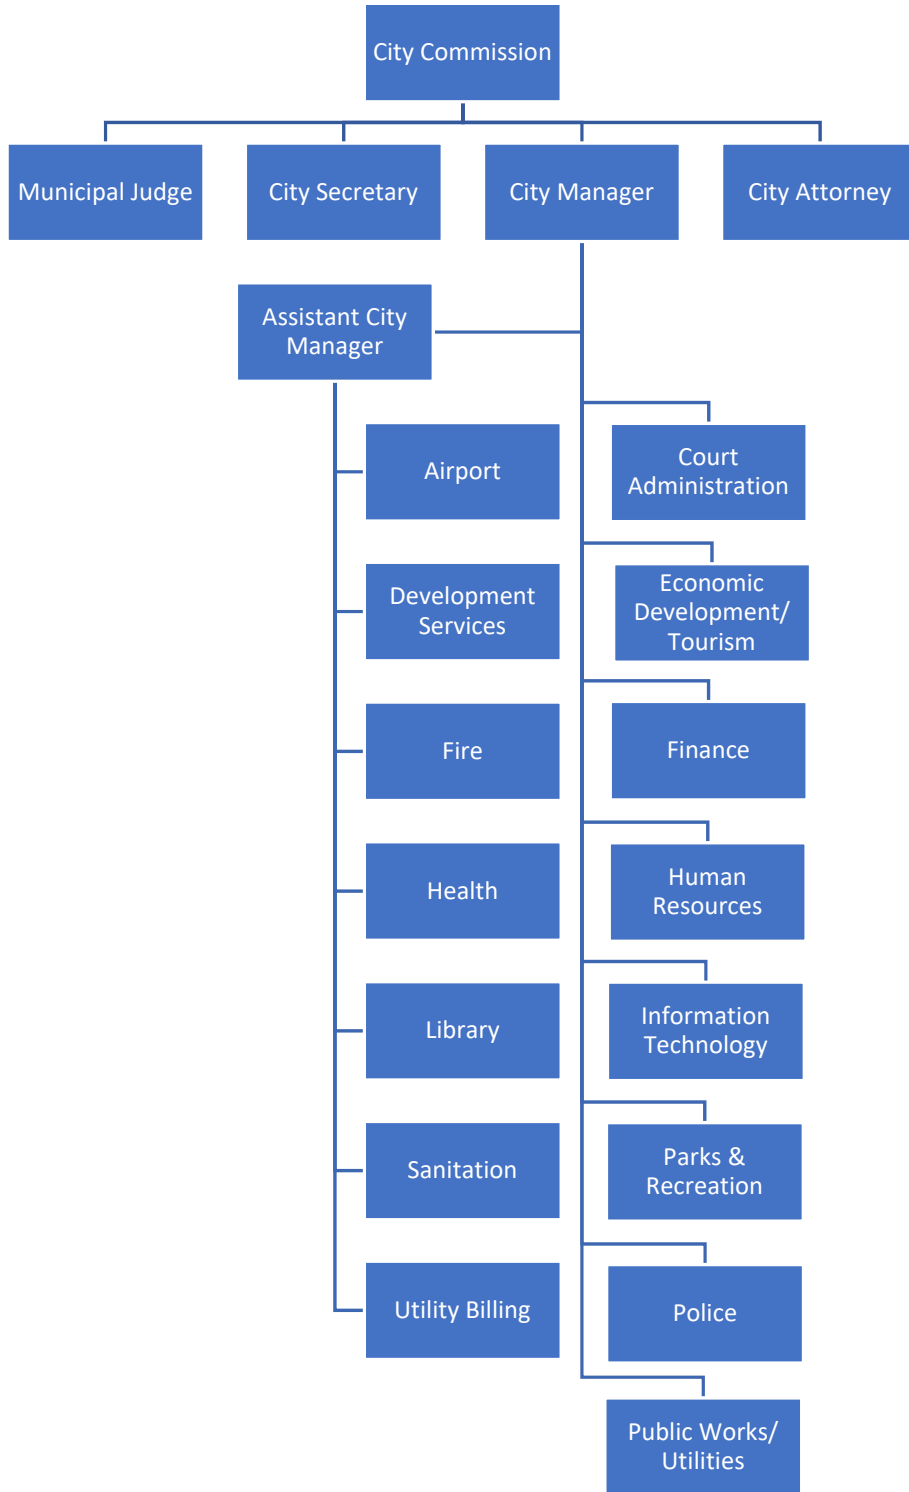 City Commission
Municipal Judge
City Secretary
City Manager
City Attorney
Assistant City
Manager
Airport
Development
Services
Fire
Health
Library
Sanitation
Utility Billing
Court
Administration
Economic
Development/
Tourism
Finance
Human
Resources
Information
Technology
Parks &
Recreation
Police
Public Works/
Utilities